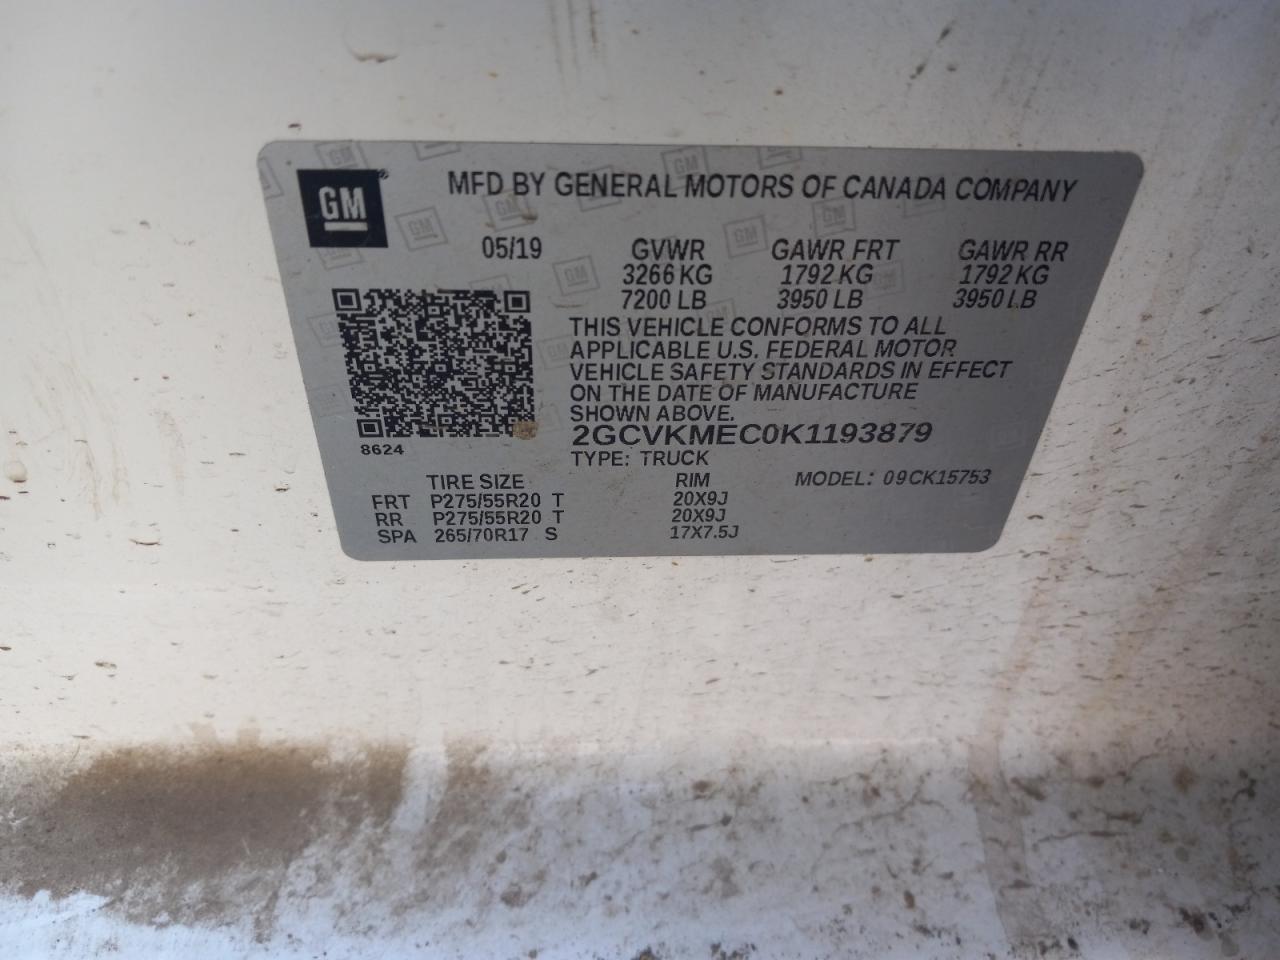 GM
MFD BY GENERAL MOTORS OF CANADA COMPANY
05/19 GVWR GAWR FRT GAWR RR
3266 KG 1792 KG 1792 KG
7200 LB 3950 LB 3950 LB
THIS VEHICLE CONFORMS TO ALL
APPLICABLE U.S. FEDERAL MOTOR
VEHICLE SAFETY STANDARDS IN EFFECT
ON THE DATE OF MANUFACTURE
SHOWN ABOVE.
2GCVKMEC0K1193879
8624
TYPE: TRUCK
TIRE SIZE RIM MODEL: 09CK15753
FRT P275/55R20 T 20X9J
RR P275/55R20 T 20X9J
SPA 265/70R17 S 17X7.5J